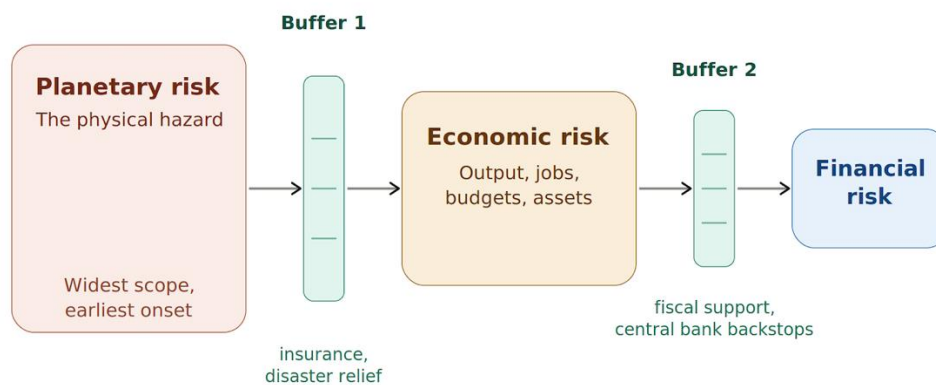 Buffer 1
Planetary risk
The physical hazard
Widest scope,
earliest onset
insurance,
disaster relief
Economic risk
Output, jobs,
budgets, assets
Buffer 2
fiscal support,
central bank backstops
Financial
risk